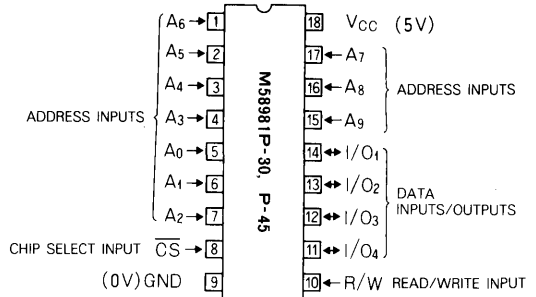 A6 → 1 18 VCC (5V)
A5 → 2 17 ← A7
A4 → 3 16 ← A8
ADDRESS INPUTS
A3 → 4 15 ← A9
ADDRESS INPUTS
A0 → 5 14 ↔ I/O1
A1 → 6 13 ↔ I/O2
A2 → 7 12 ↔ I/O3
DATA
INPUTS/OUTPUTS
CHIP SELECT INPUT C̅S̅ → 8 11 ↔ I/O4
(0V) GND 9 10 ← R/W READ/WRITE INPUT
M58981P-30, P-45